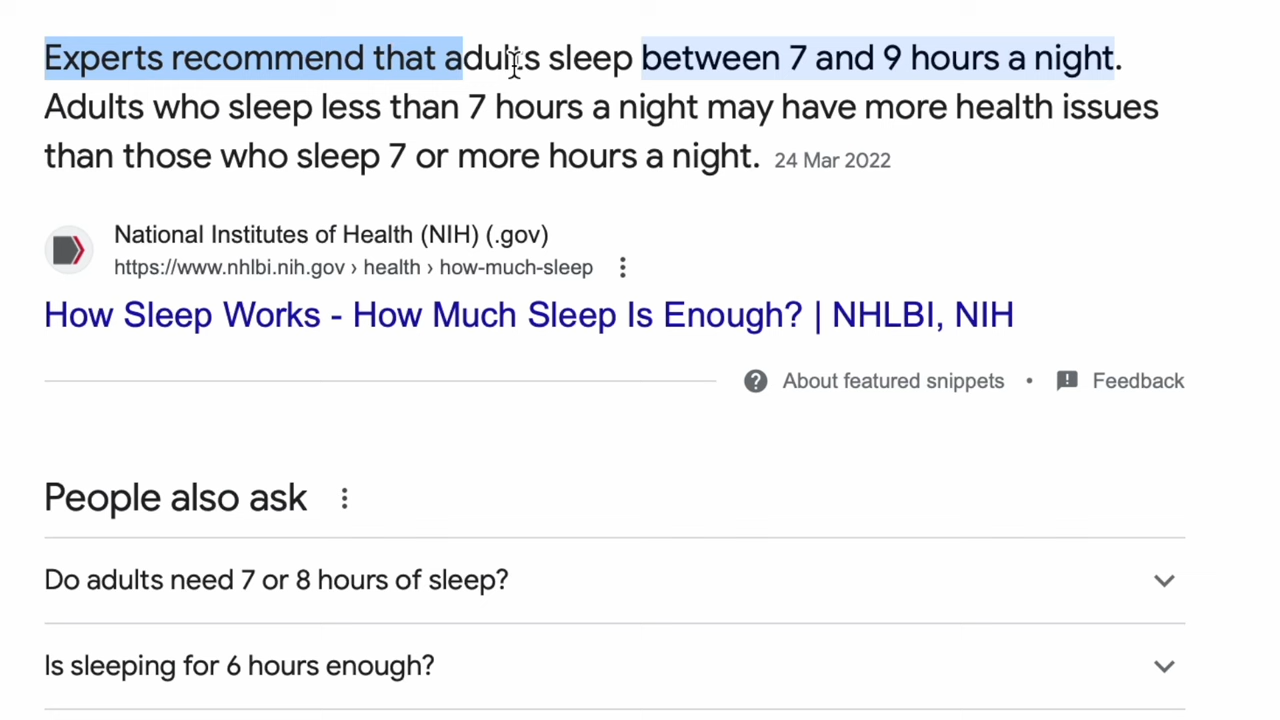 Experts recommend that adults sleep between 7 and 9 hours a night.
Adults who sleep less than 7 hours a night may have more health issues
than those who sleep 7 or more hours a night. 24 Mar 2022
National Institutes of Health (NIH) (.gov)
https://www.nhlbi.nih.gov › health › how-much-sleep
How Sleep Works - How Much Sleep Is Enough? | NHLBI, NIH
About featured snippets • Feedback
People also ask
Do adults need 7 or 8 hours of sleep?
Is sleeping for 6 hours enough?